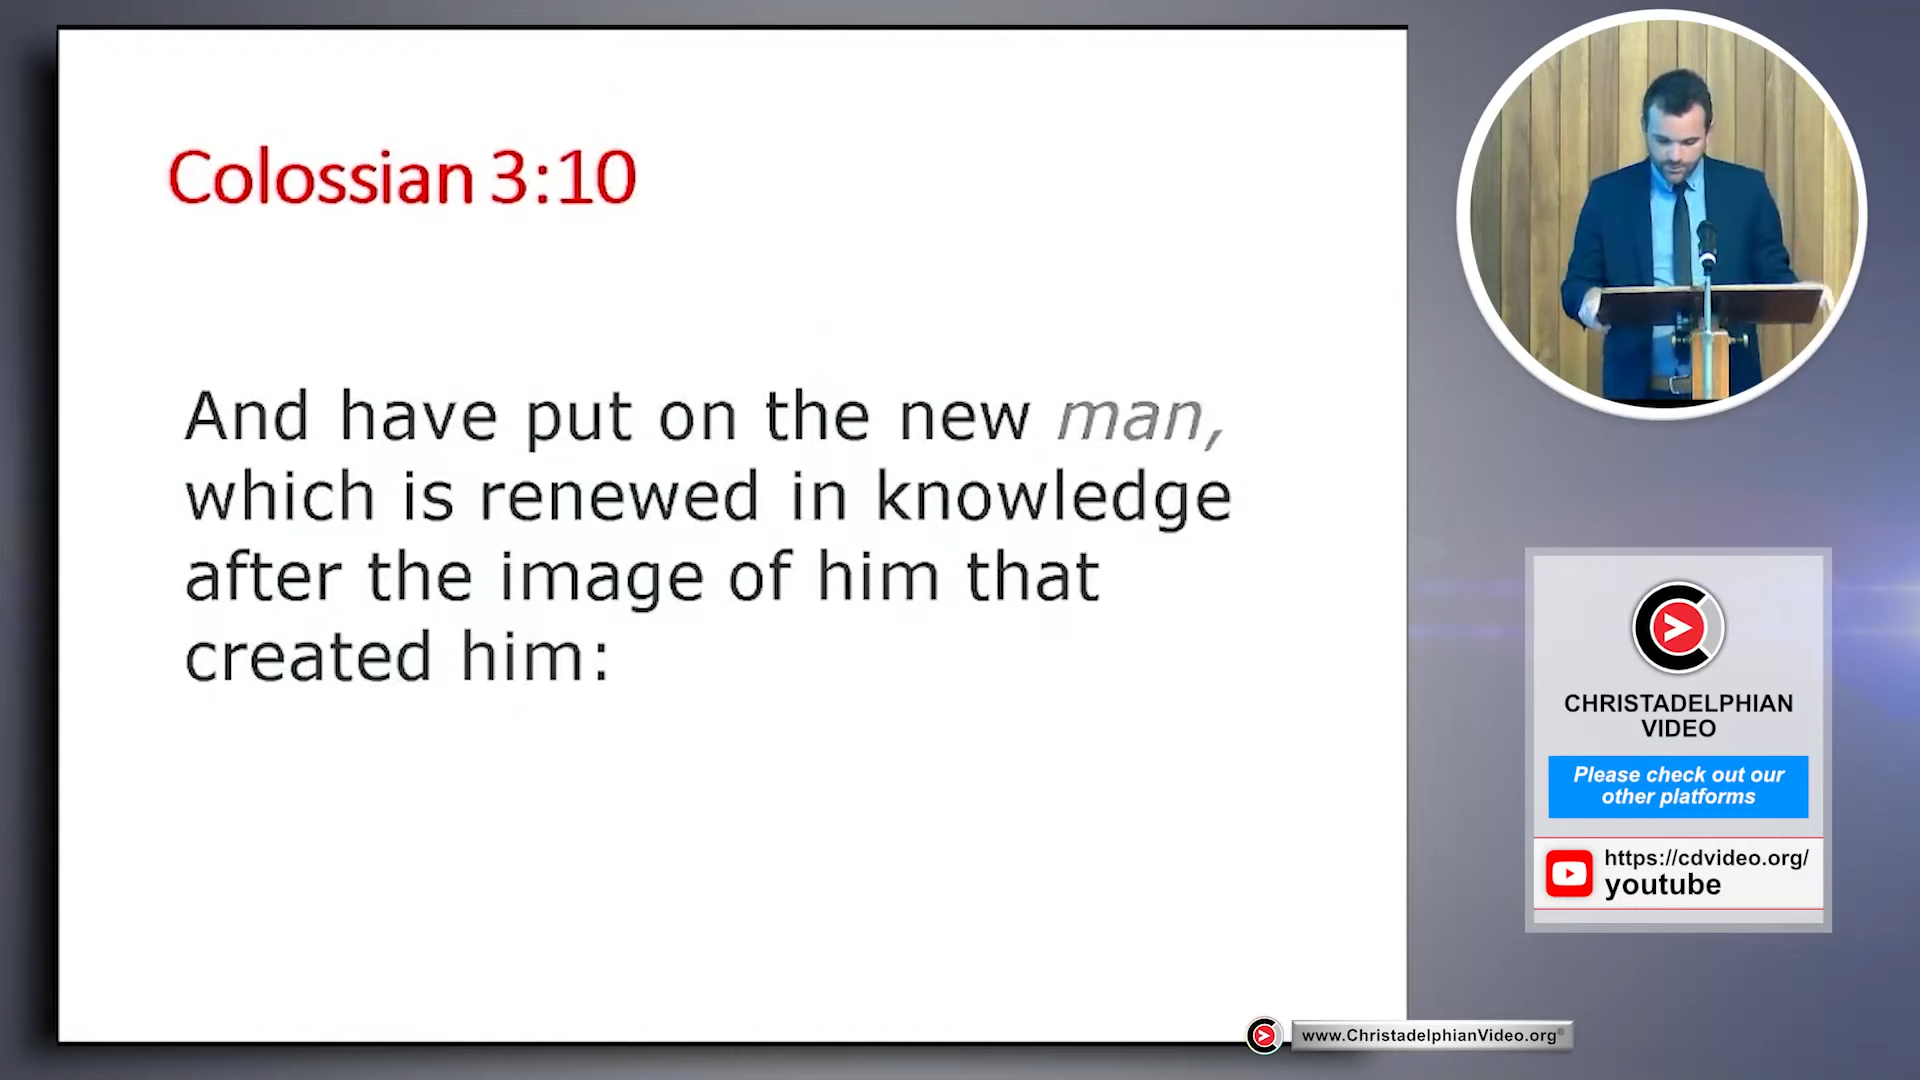 Colossian 3:10
And have put on the new man,
which is renewed in knowledge
after the image of him that
created him:
CHRISTADELPHIAN
VIDEO
Please check out our
other platforms
https://cdvideo.org/
youtube
www.ChristadelphianVideo.org®